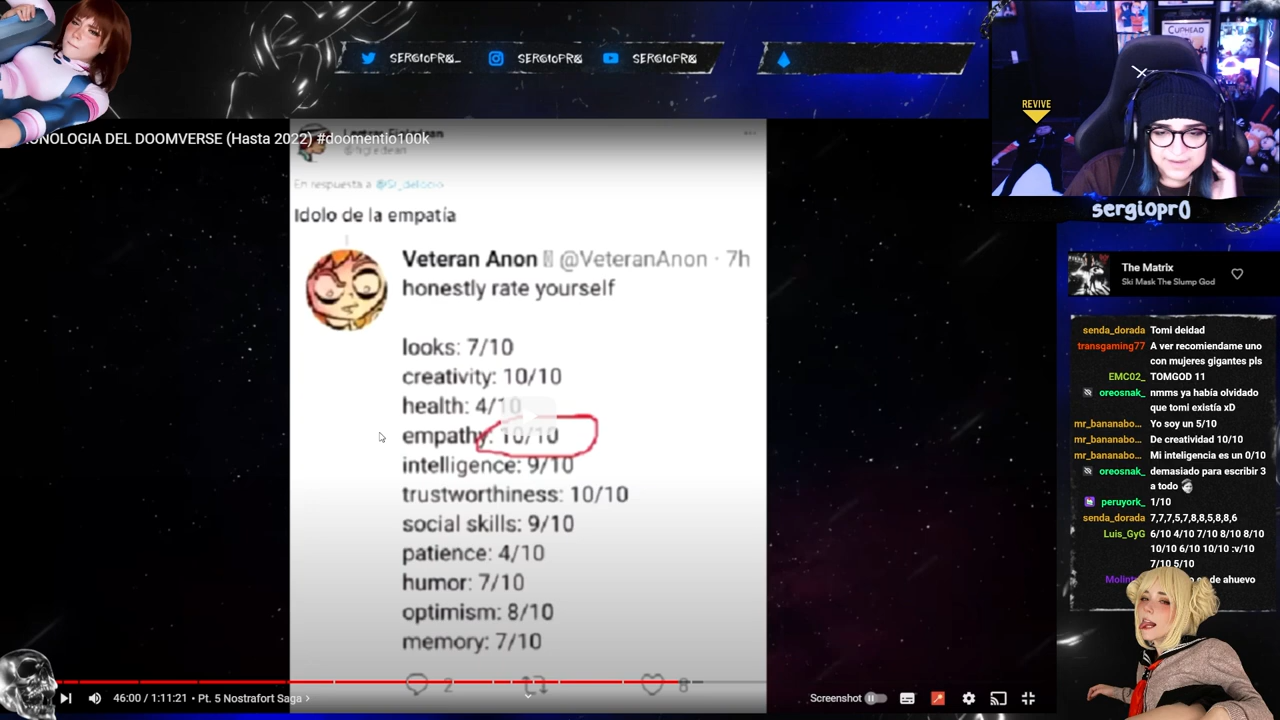 SERGIOPR0_
SERGIOPR0
SERGIOPR0
REVIVE
CUPHEAD
NOLOGIA DEL DOOMVERSE (Hasta 2022) #doomentio100k
En respuesta a
Idolo de la empatía
Veteran Anon @VeteranAnon · 7h
honestly rate yourself
looks: 7/10
creativity: 10/10
health: 4/10
empathy: 10/10
intelligence: 9/10
trustworthiness: 10/10
social skills: 9/10
patience: 4/10
humor: 7/10
optimism: 8/10
memory: 7/10
2
8
46:00 / 1:11:21 • Pt. 5 Nostrafort Saga >
Screenshot
sergiopr0
The Matrix
Ski Mask The Slump God
senda_dorada Tomi deidad
transgaming77 A ver recomiendame uno
con mujeres gigantes pls
EMC02_ TOMGOD 11
oreosnak_ nmms ya había olvidado
que tomi existía xD
mr_bananabo... Yo soy un 5/10
mr_bananabo... De creatividad 10/10
mr_bananabo... Mi inteligencia es un 0/10
oreosnak_ demasiado para escribir 3
a todo
peruyork_ 1/10
senda_dorada 7,7,7,5,7,8,8,5,8,8,6
Luis_GyG 6/10 4/10 7/10 8/10 8/10
10/10 6/10 10/10 :v/10
7/10 5/10
de ahuevo